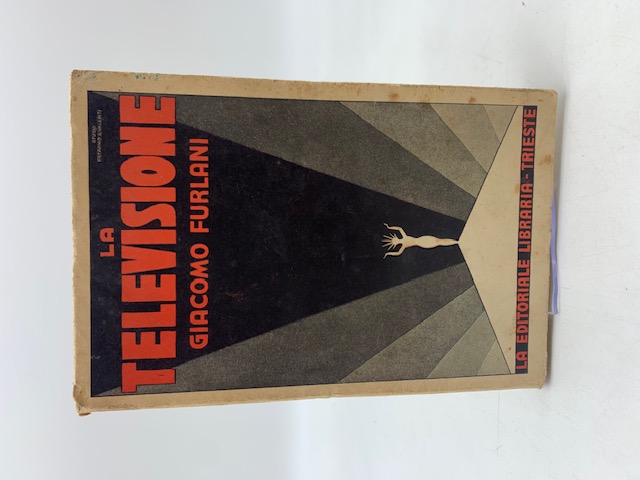 LA
TELEVISIONE
GIACOMO FURLANI
LA EDITORIALE LIBRARIA - TRIESTE